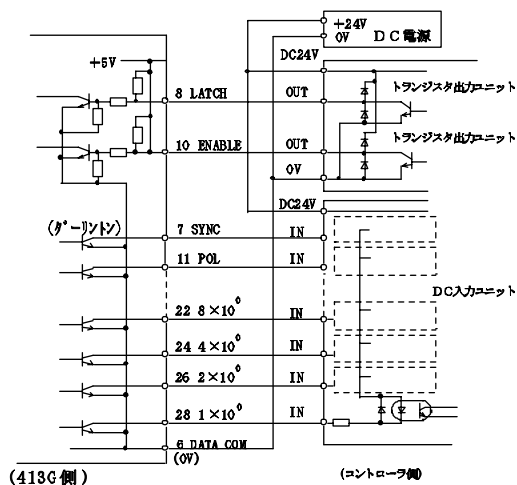 +24V
0V
DC電源
DC24V
+5V
8 LATCH
OUT
トランジスタ出力ユニット
10 ENABLE
OUT
トランジスタ出力ユニット
0V
DC24V
(ダーリントン)
7 SYNC
IN
11 POL
IN
22 8×10⁰
IN
DC入力ユニット
24 4×10⁰
IN
26 2×10⁰
IN
28 1×10⁰
IN
6 DATA COM
(0V)
(413G側)
(コントローラ側)